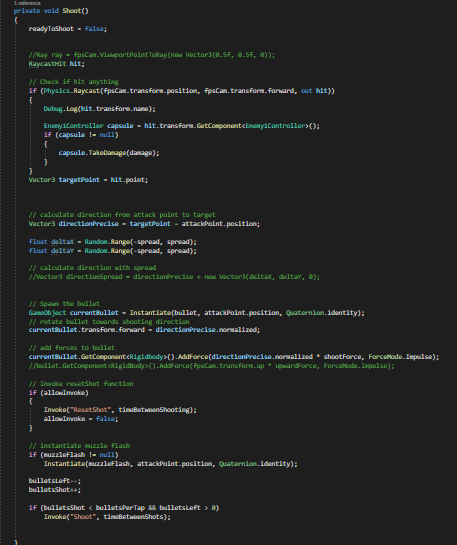 1 reference
private void Shoot()
{
readyToShoot = false;
//Ray ray = fpsCam.ViewportPointToRay(new Vector3(0.5f, 0.5f, 0));
RaycastHit hit;
// Check if hit anything
if (Physics.Raycast(fpsCam.transform.position, fpsCam.transform.forward, out hit))
{
Debug.Log(hit.transform.name);
Enemy1Controller capsule = hit.transform.GetComponent<Enemy1Controller>();
if (capsule != null)
{
capsule.TakeDamage(damage);
}
}
Vector3 targetPoint = hit.point;
// calculate direction from attack point to target
Vector3 directionPrecise = targetPoint - attackPoint.position;
float deltaX = Random.Range(-spread, spread);
float deltaY = Random.Range(-spread, spread);
// calculate direction with spread
//Vector3 directionSpread = directionPrecise + new Vector3(deltaX, deltaY, 0);
// Spawn the bullet
GameObject currentBullet = Instantiate(bullet, attackPoint.position, Quaternion.identity);
// rotate bullet towards shooting direction
currentBullet.transform.forward = directionPrecise.normalized;
// add forces to bullet
currentBullet.GetComponent<Rigidbody>().AddForce(directionPrecise.normalized * shootForce, ForceMode.Impulse);
//bullet.GetComponent<RigidBody>().AddForce(fpsCam.transform.up * upwardForce, ForceMode.Impulse);
// Invoke resetShot function
if (allowInvoke)
{
Invoke("ResetShot", timeBetweenShooting);
allowInvoke = false;
}
// instantiate muzzle flash
if (muzzleFlash != null)
Instantiate(muzzleFlash, attackPoint.position, Quaternion.identity);
bulletsLeft--;
bulletsShot++;
if (bulletsShot < bulletsPerTap && bulletsLeft > 0)
Invoke("Shoot", timeBetweenShots);
}